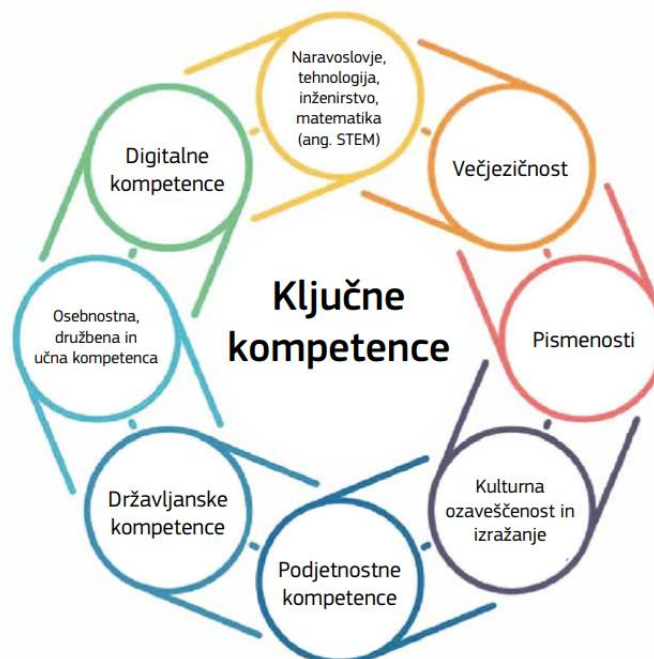 Naravoslovje,
tehnologija,
inženirstvo,
matematika
(ang. STEM)
Večjezičnost
Pismenosti
Kulturna
ozaveščenost in
izražanje
Podjetnostne
kompetence
Državljanske
kompetence
Osebnostna,
družbena in
učna kompetenca
Digitalne
kompetence
Ključne
kompetence